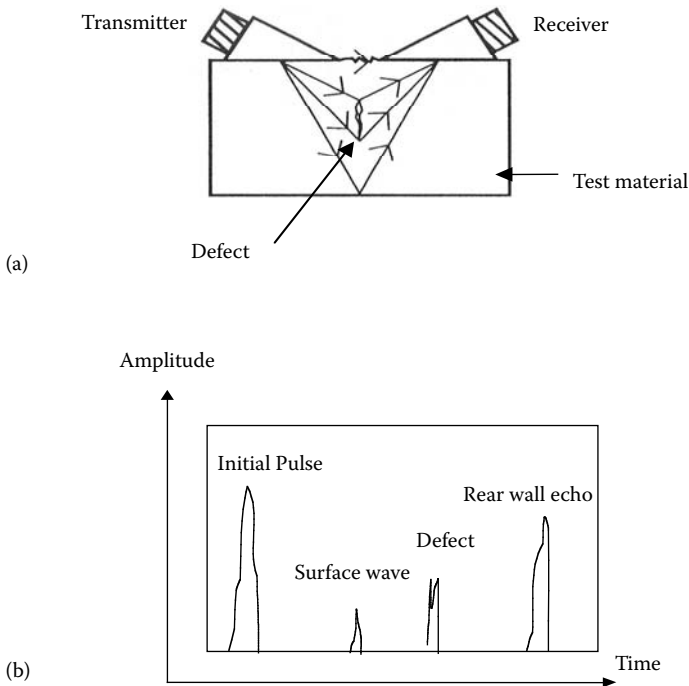 Transmitter
Receiver
Test material
Defect
(a)
Amplitude
Initial Pulse
Rear wall echo
Defect
Surface wave
Time
(b)